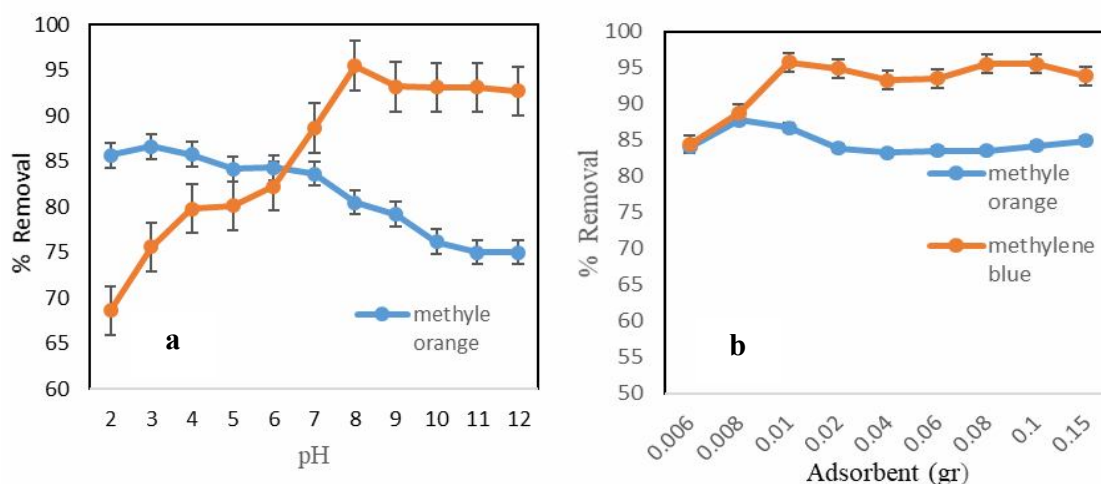 100
95
90
85
80
75
70
65
60
% Removal
methyle
orange
a
2 3 4 5 6 7 8 9 10 11 12
pH
100
95
90
85
80
75
70
65
60
55
50
% Removal
methyle
orange
methylene
blue
b
0.006 0.008 0.01 0.02 0.04 0.06 0.08 0.1 0.15
Adsorbent (gr)